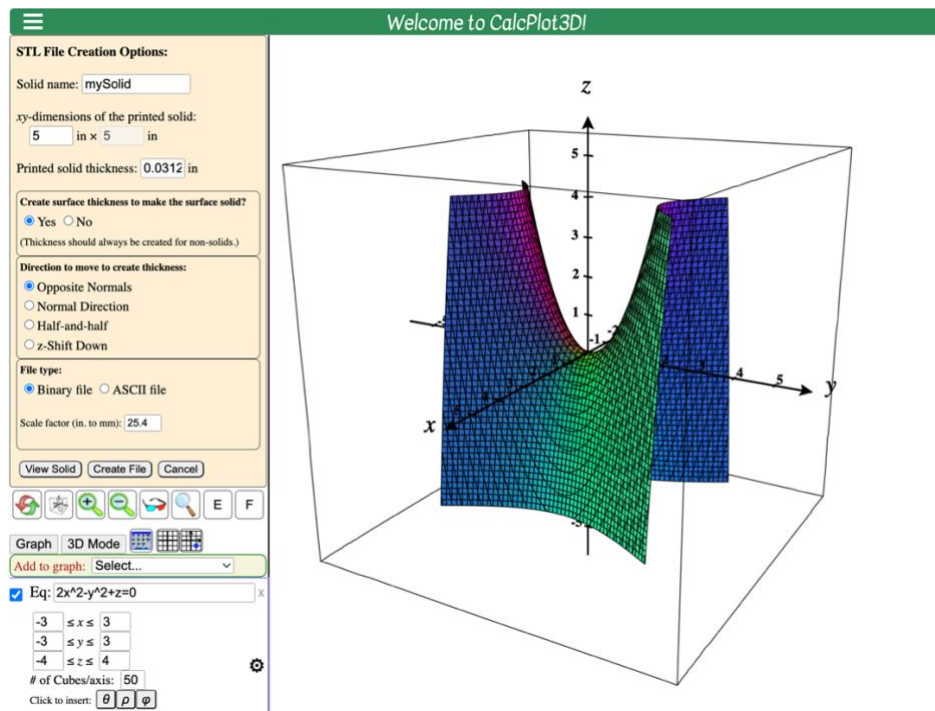 Welcome to CalcPlot3D!
STL File Creation Options:
Solid name: mySolid
xy-dimensions of the printed solid:
5 in × 5 in
Printed solid thickness: 0.0312 in
Create surface thickness to make the surface solid?
Yes No
(Thickness should always be created for non-solids.)
Direction to move to create thickness:
Opposite Normals
Normal Direction
Half-and-half
z-Shift Down
File type:
Binary file ASCII file
Scale factor (in. to mm): 25.4
View Solid Create File Cancel
E F
Graph 3D Mode
Add to graph: Select...
Eq: 2x^2-y^2+z=0 x
-3 ≤ x ≤ 3
-3 ≤ y ≤ 3
-4 ≤ z ≤ 4
# of Cubes/axis: 50
Click to insert: θ ρ φ
z
5
4
3
2
1
-1
4
5
y
x
-5